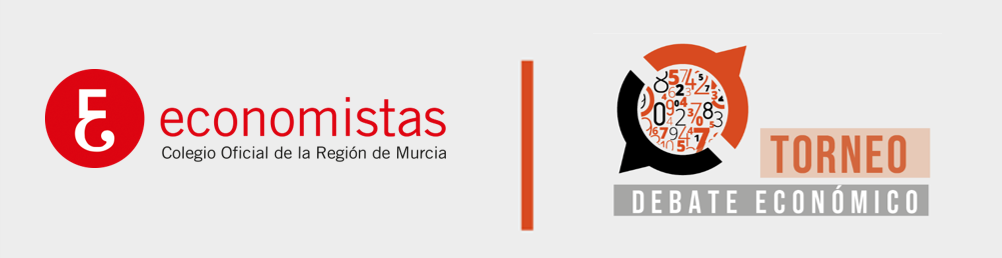 economistas
Colegio Oficial de la Región de Murcia
TORNEO
DEBATE ECONÓMICO